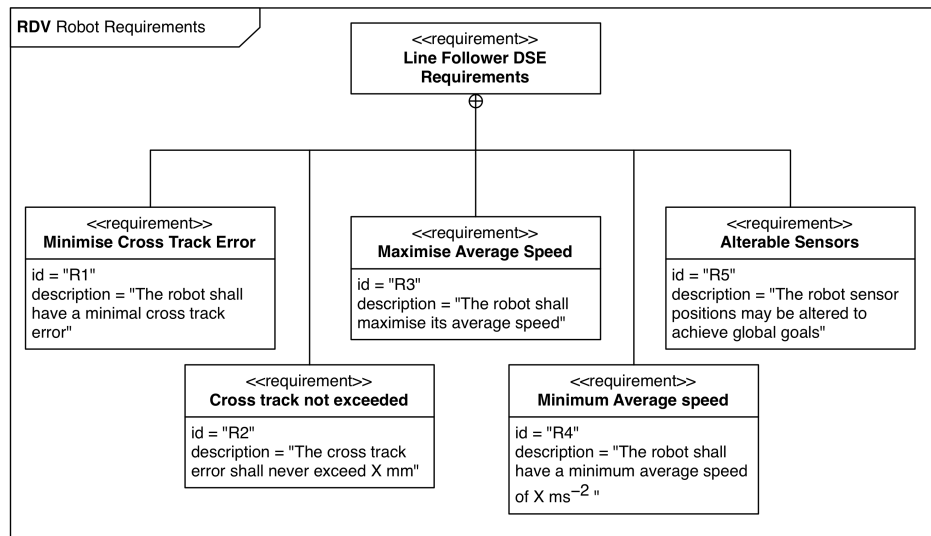 RDV Robot Requirements
<<requirement>>
Line Follower DSE
Requirements
<<requirement>>
Minimise Cross Track Error
id = "R1"
description = "The robot shall
have a minimal cross track
error"
<<requirement>>
Maximise Average Speed
id = "R3"
description = "The robot shall
maximise its average speed"
<<requirement>>
Alterable Sensors
id = "R5"
description = "The robot sensor
positions may be altered to
achieve global goals"
<<requirement>>
Cross track not exceeded
id = "R2"
description = "The cross track
error shall never exceed X mm"
<<requirement>>
Minimum Average speed
id = "R4"
description = "The robot shall
have a minimum average speed
of X ms⁻² "